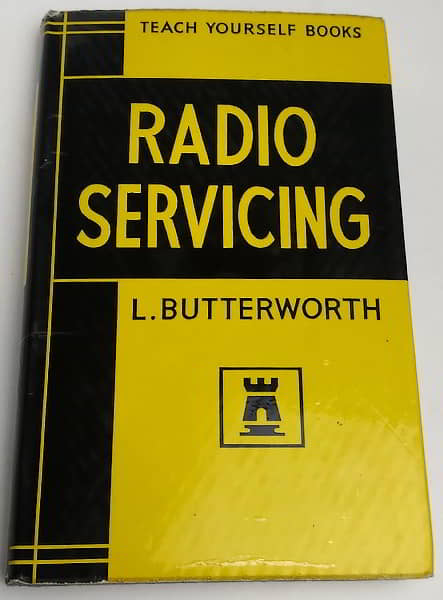 TEACH YOURSELF BOOKS
RADIO
SERVICING
L. BUTTERWORTH